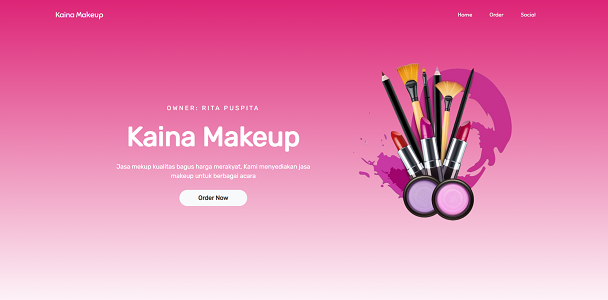 Kaina Makeup
Home Order Social
OWNER: RITA PUSPITA
Kaina Makeup
Jasa mekup kualitas bagus harga merakyat. Kami menyediakan jasa
makeup untuk berbagai acara
Order Now